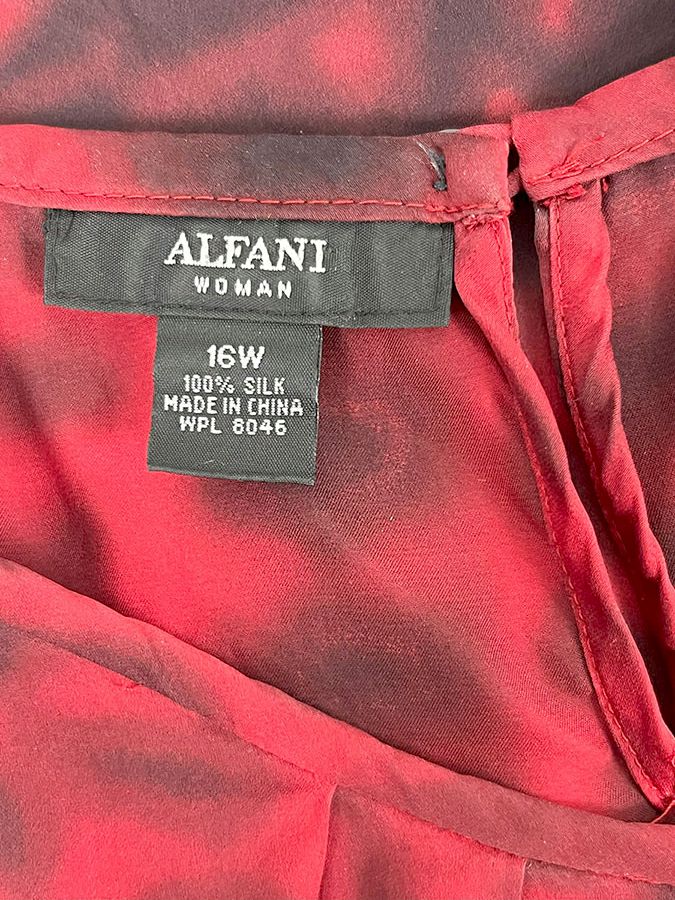 ALFANI
WOMAN
16W
100% SILK
MADE IN CHINA
WPL 8046